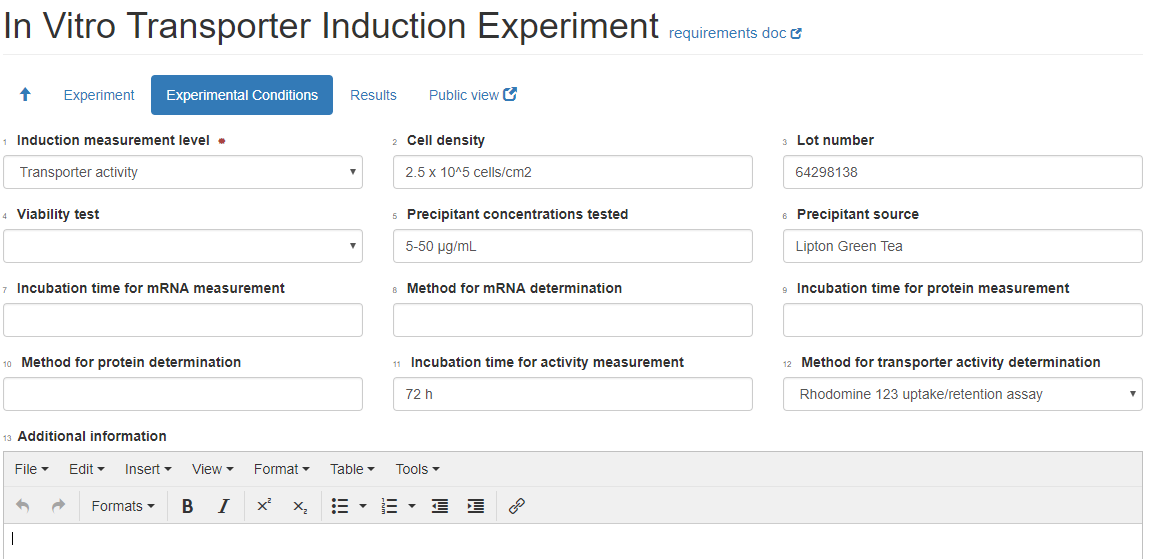 In Vitro Transporter Induction Experiment requirements doc
Experiment Experimental Conditions Results Public view
1 Induction measurement level 2 Cell density 3 Lot number
Transporter activity 2.5 x 10^5 cells/cm2 64298138
4 Viability test 5 Precipitant concentrations tested 6 Precipitant source
5-50 µg/mL Lipton Green Tea
7 Incubation time for mRNA measurement 8 Method for mRNA determination 9 Incubation time for protein measurement
10 Method for protein determination 11 Incubation time for activity measurement 12 Method for transporter activity determination
72 h Rhodomine 123 uptake/retention assay
13 Additional information
File Edit Insert View Format Table Tools
Formats B I x² x₂